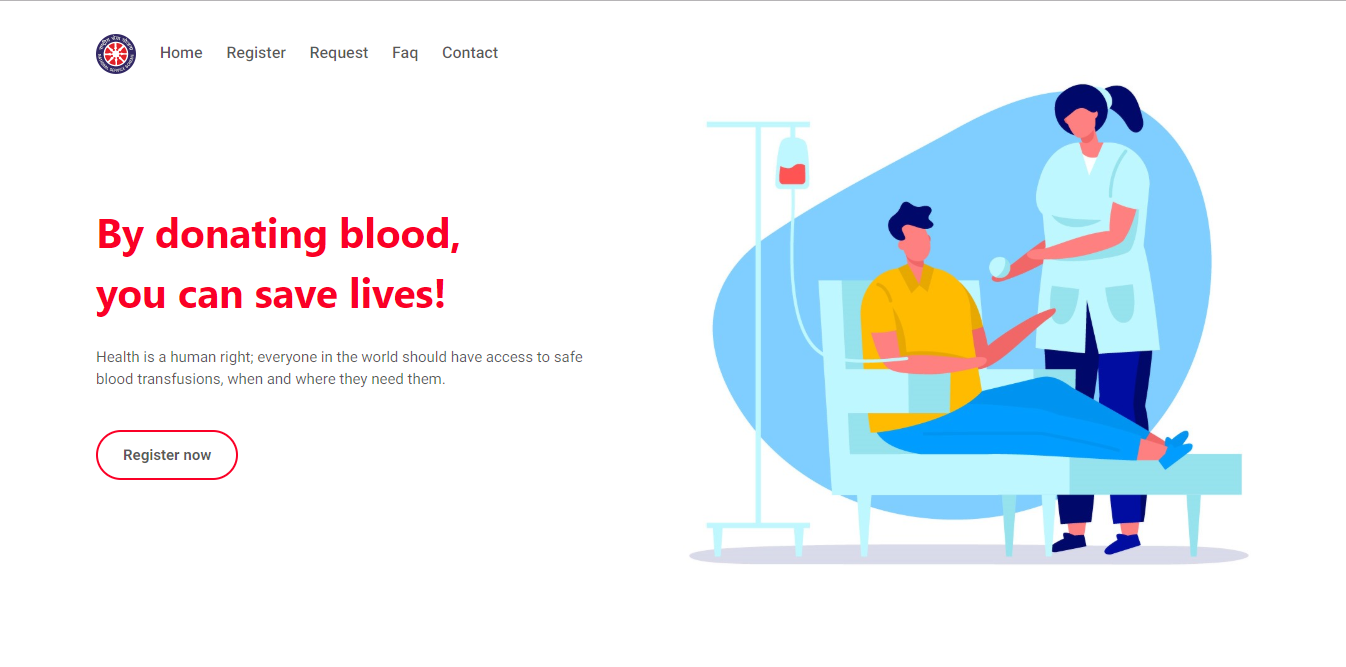 Home Register Request Faq Contact
By donating blood,
you can save lives!
Health is a human right; everyone in the world should have access to safe
blood transfusions, when and where they need them.
Register now